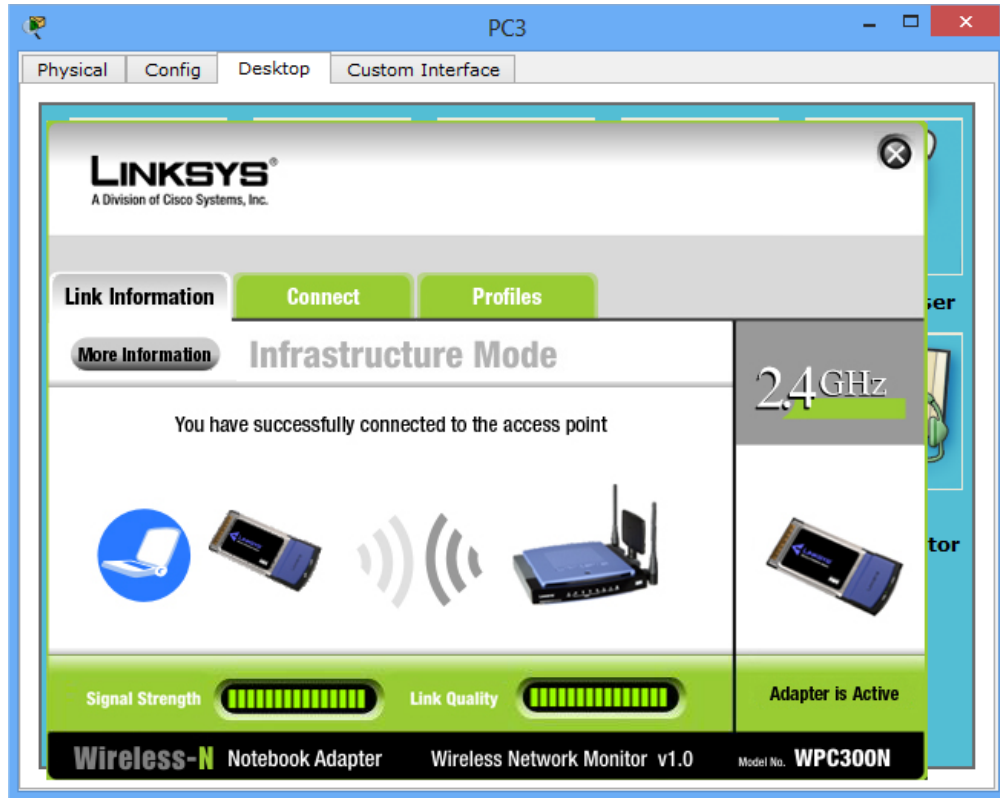 PC3
Physical Config Desktop Custom Interface
LINKSYS®
A Division of Cisco Systems, Inc.
Link Information Connect Profiles
ser
More Information Infrastructure Mode
2.4GHz
You have successfully connected to the access point
tor
Signal Strength Link Quality Adapter is Active
Wireless-N Notebook Adapter Wireless Network Monitor v1.0 Model No. WPC300N